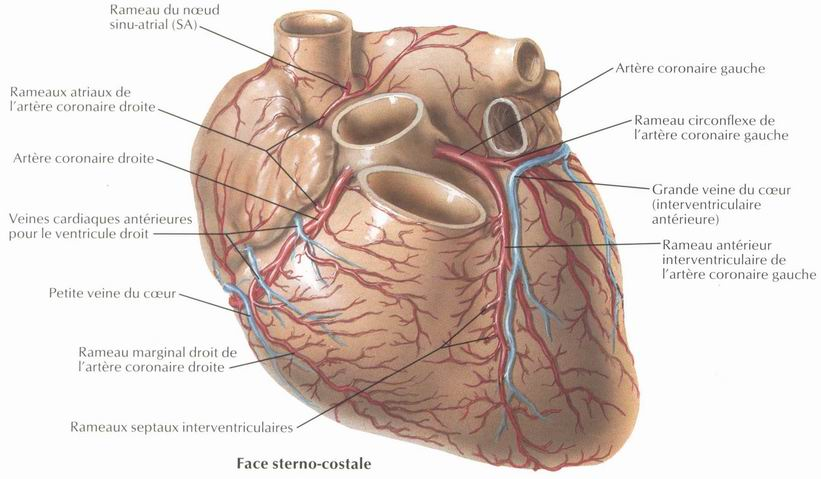 Rameau du nœud
sinu-atrial (SA)
Rameaux atriaux de
l'artère coronaire droite
Artère coronaire droite
Veines cardiaques antérieures
pour le ventricule droit
Petite veine du cœur
Rameau marginal droit de
l'artère coronaire droite
Rameaux septaux interventriculaires
Artère coronaire gauche
Rameau circonflexe de
l'artère coronaire gauche
Grande veine du cœur
(interventriculaire
antérieure)
Rameau antérieur
interventriculaire de
l'artère coronaire gauche
Face sterno-costale